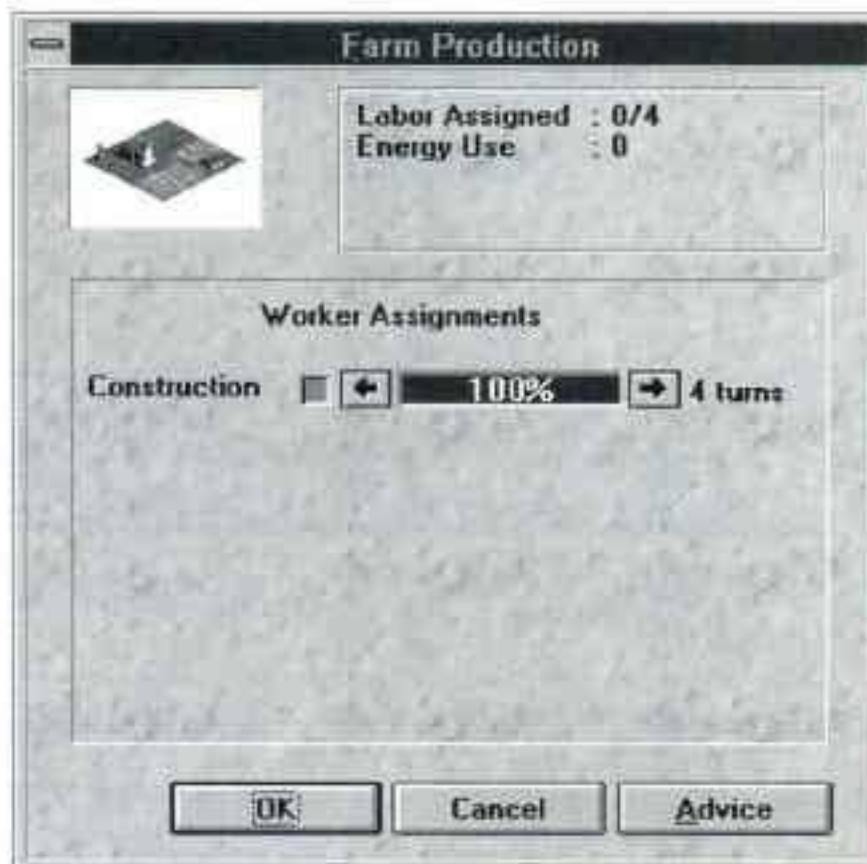 Farm Production
Labor Assigned : 0/4
Energy Use : 0
Worker Assignments
Construction 100% 4 turns
OK Cancel Advice